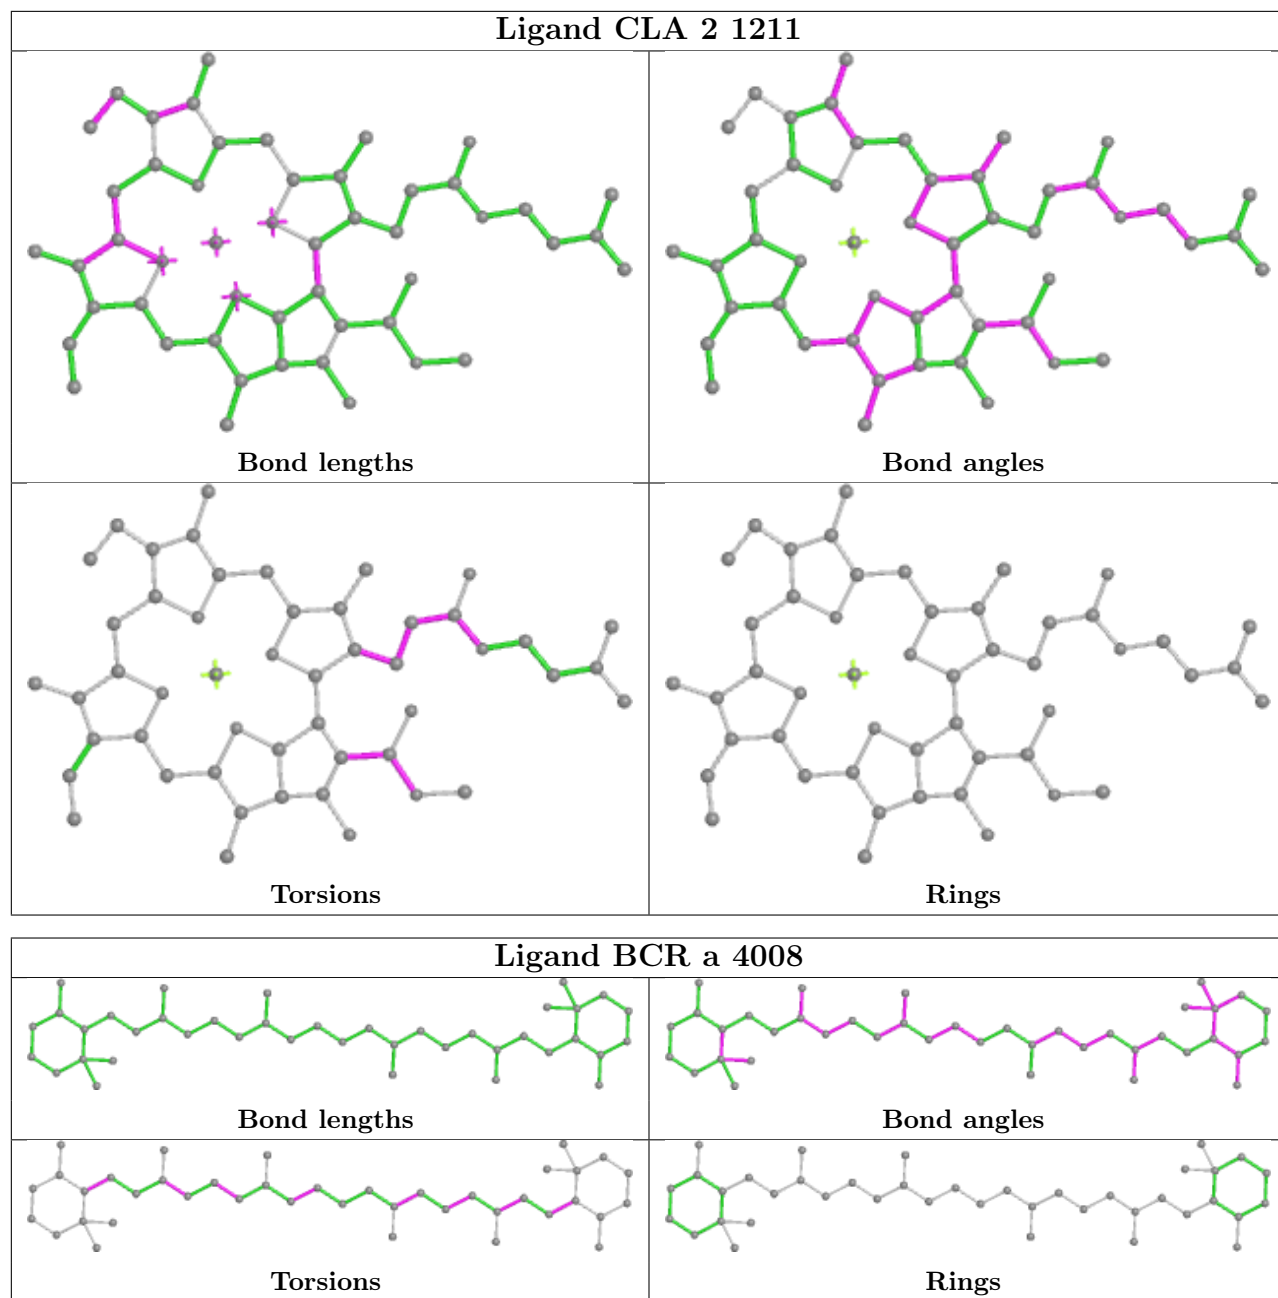 Ligand CLA 2 1211
Bond lengths
Bond angles
Torsions
Rings
Ligand BCR a 4008
Bond lengths
Bond angles
Torsions
Rings